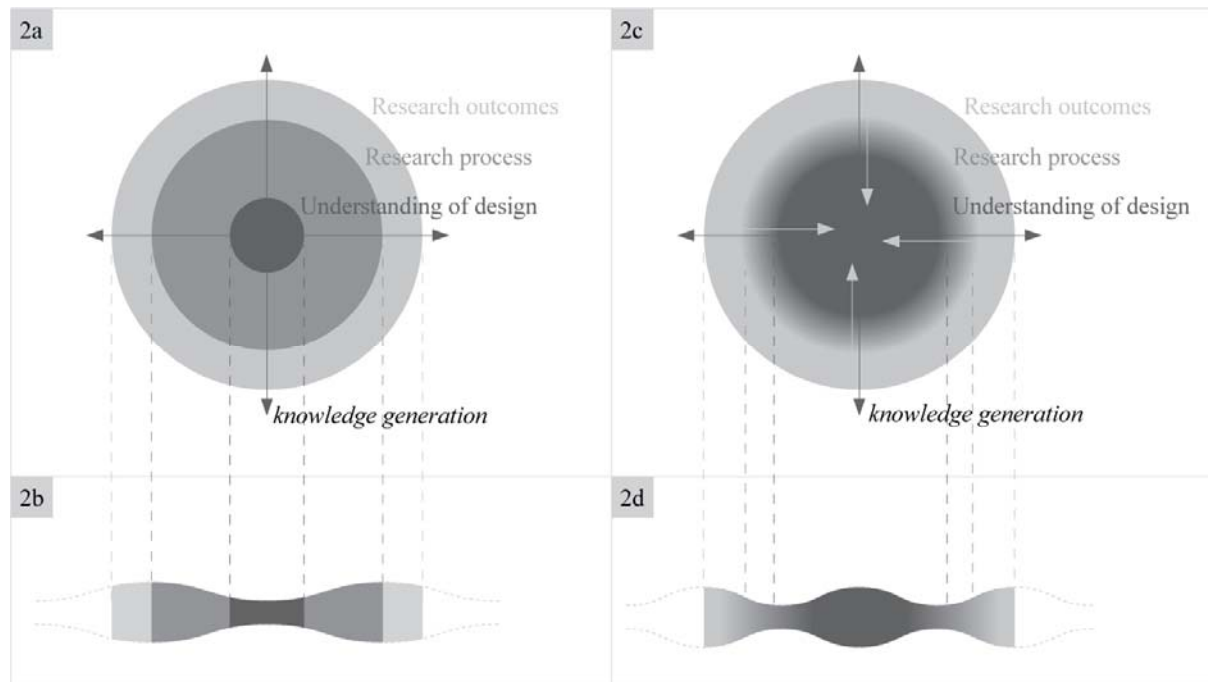 2a
Research outcomes
Research process
Understanding of design
knowledge generation
2c
Research outcomes
Research process
Understanding of design
knowledge generation
2b
2d